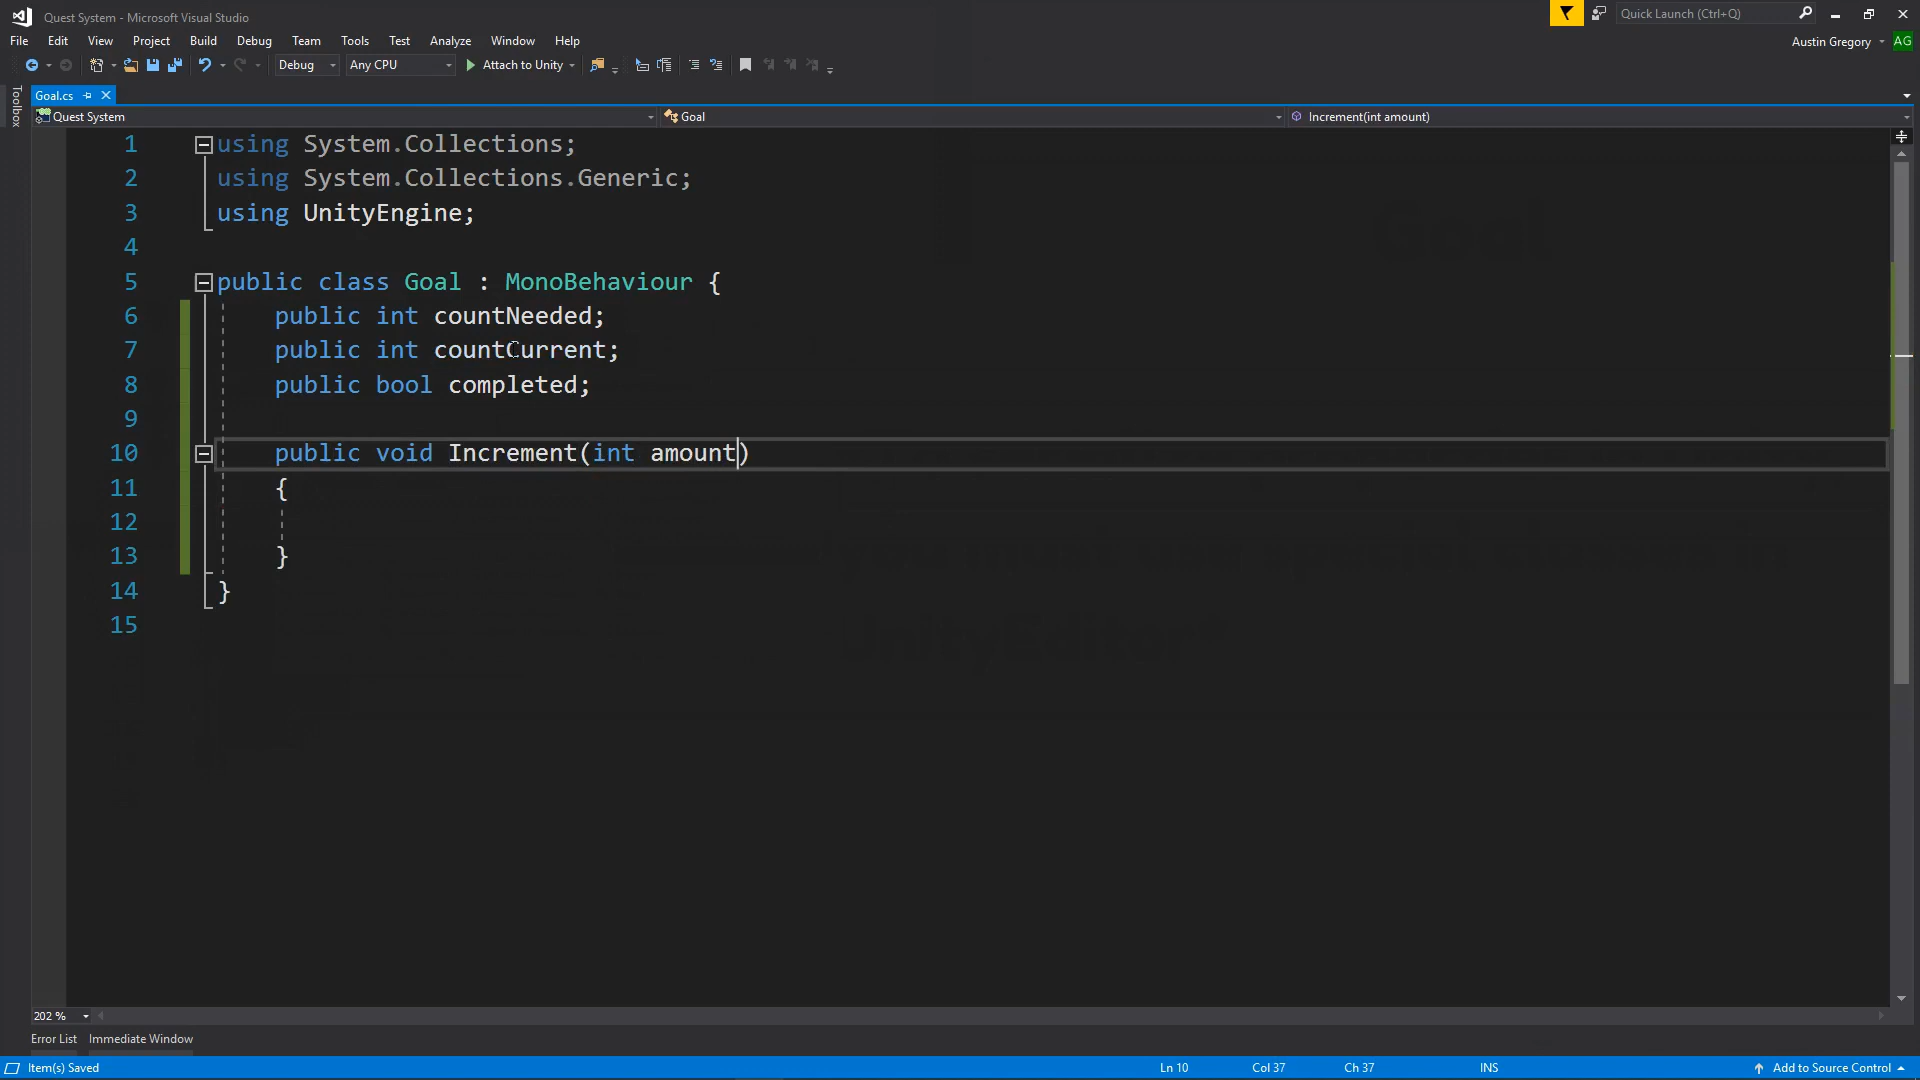 Quest System - Microsoft Visual Studio
Quick Launch (Ctrl+Q)
File Edit View Project Build Debug Team Tools Test Analyze Window Help
Austin Gregory AG
Debug Any CPU Attach to Unity
Toolbox
Goal.cs
Quest System Goal Increment(int amount)
1 using System.Collections;
2 using System.Collections.Generic;
3 using UnityEngine;
4
5 public class Goal : MonoBehaviour {
6 public int countNeeded;
7 public int countCurrent;
8 public bool completed;
9
10 public void Increment(int amount)
11 {
12
13 }
14 }
15
202 %
Error List Immediate Window
Item(s) Saved Ln 10 Col 37 Ch 37 INS Add to Source Control